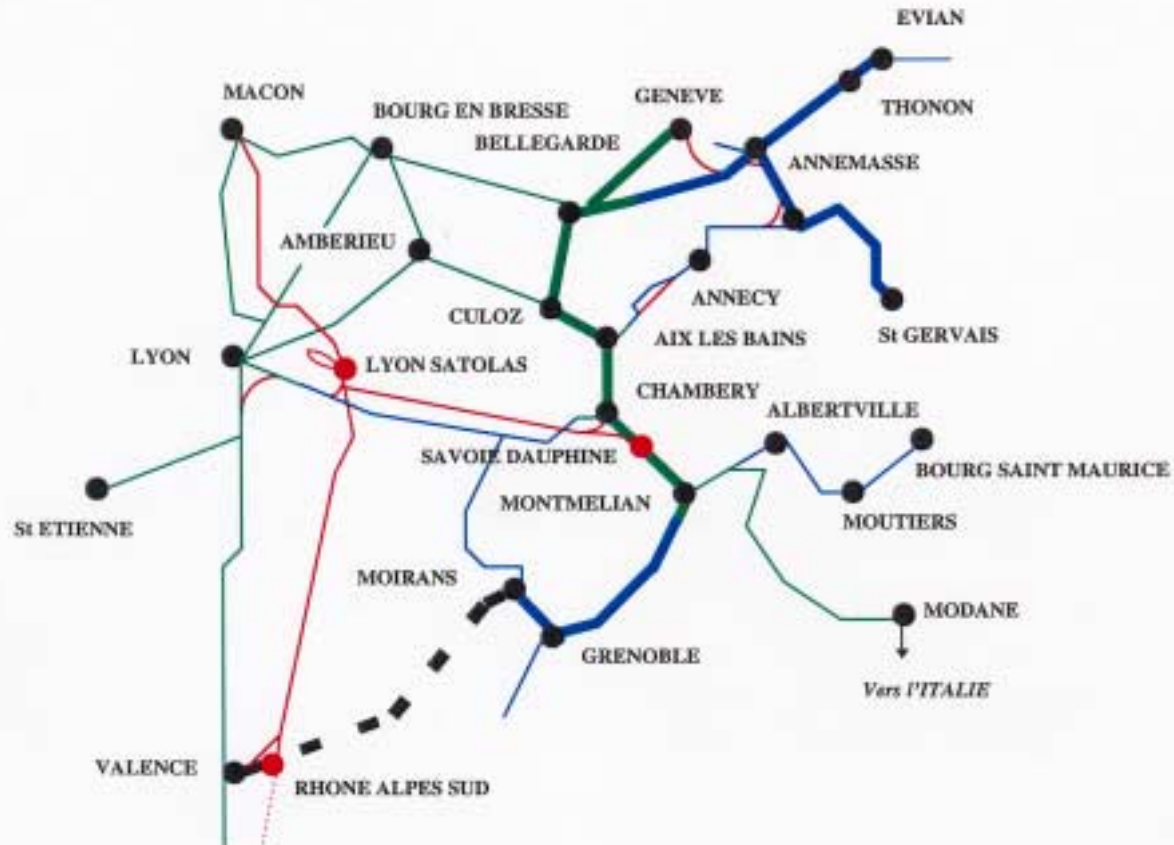 EVIAN
MACON
GENEVE
BOURG EN BRESSE
THONON
BELLEGARDE
ANNEMASSE
AMBERIEU
ANNECY
CULOZ
St GERVAIS
AIX LES BAINS
LYON
LYON SATOLAS
CHAMBERY
ALBERTVILLE
SAVOIE DAUPHINE
BOURG SAINT MAURICE
MONTMELIAN
MOUTIERS
St ETIENNE
MOIRANS
MODANE
GRENOBLE
Vers l'ITALIE
VALENCE
RHONE ALPES SUD